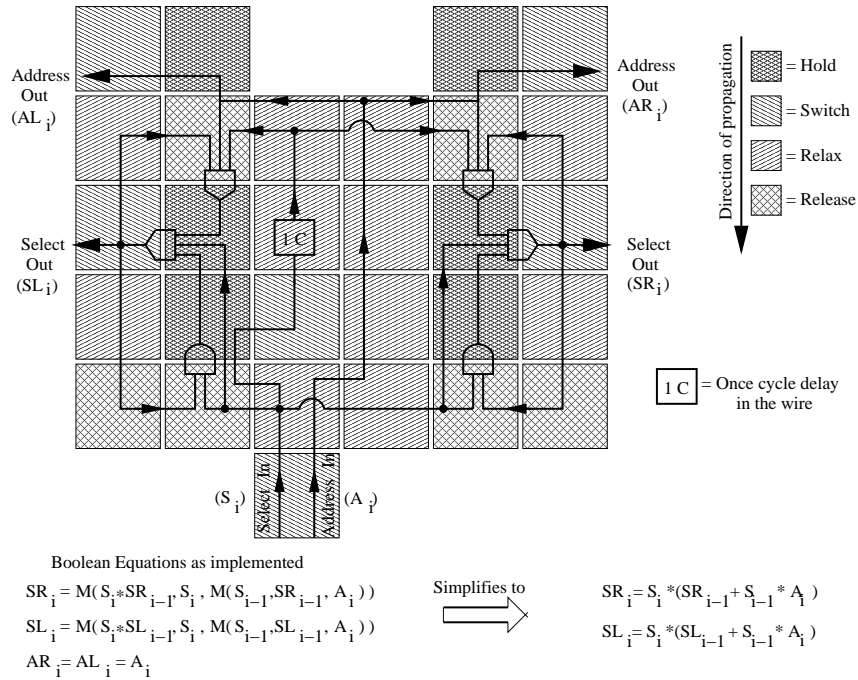 Address
Out
(AL i)
Address
Out
(AR i)
Direction of propagation
= Hold
= Switch
= Relax
= Release
1 C
Select
Out
(SL i)
Select
Out
(SR i)
1 C = Once cycle delay
in the wire
(S i)
Select In
Address In
(A i)
Boolean Equations as implemented
SR i = M( S i * SR i−1, S i , M( S i−1, SR i−1, A i ) )
SL i = M( S i * SL i−1, S i , M( S i−1, SL i−1, A i ) )
AR i = AL i = A i
Simplifies to
SR i = S i * (SR i−1 + S i−1 * A i )
SL i = S i * (SL i−1 + S i−1 * A i )